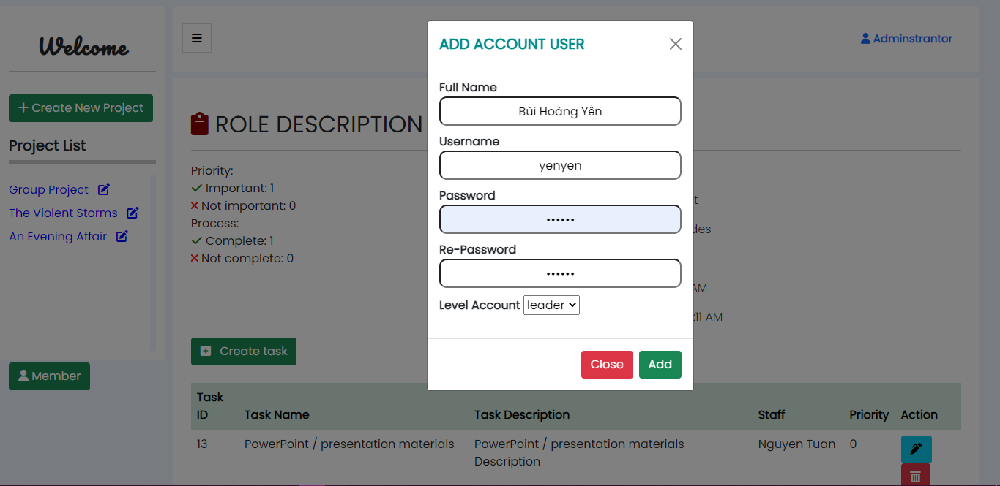 Welcome
Adminstrantor
Create New Project
Project List
Group Project
The Violent Storms
An Evening Affair
Member
ROLE DESCRIPTION
Priority:
Important: 1
Not important: 0
Process:
Complete: 1
Not complete: 0
Create task
ADD ACCOUNT USER
Full Name
Bùi Hoàng Yến
Username
yenyen
Password
••••••
Re-Password
••••••
Level Account leader
Close Add
AM
:11 AM
Task ID Task Name Task Description Staff Priority Action
13 PowerPoint / presentation materials PowerPoint / presentation materials Nguyen Tuan 0
Description